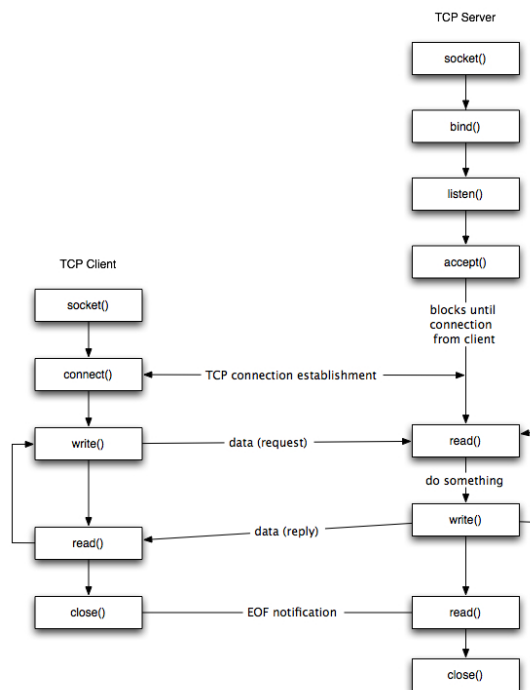 TCP Server
socket()
bind()
listen()
accept()
TCP Client
socket()
blocks until
connection
from client
connect()
TCP connection establishment
write()
data (request)
read()
do something
write()
data (reply)
read()
close()
EOF notification
read()
close()